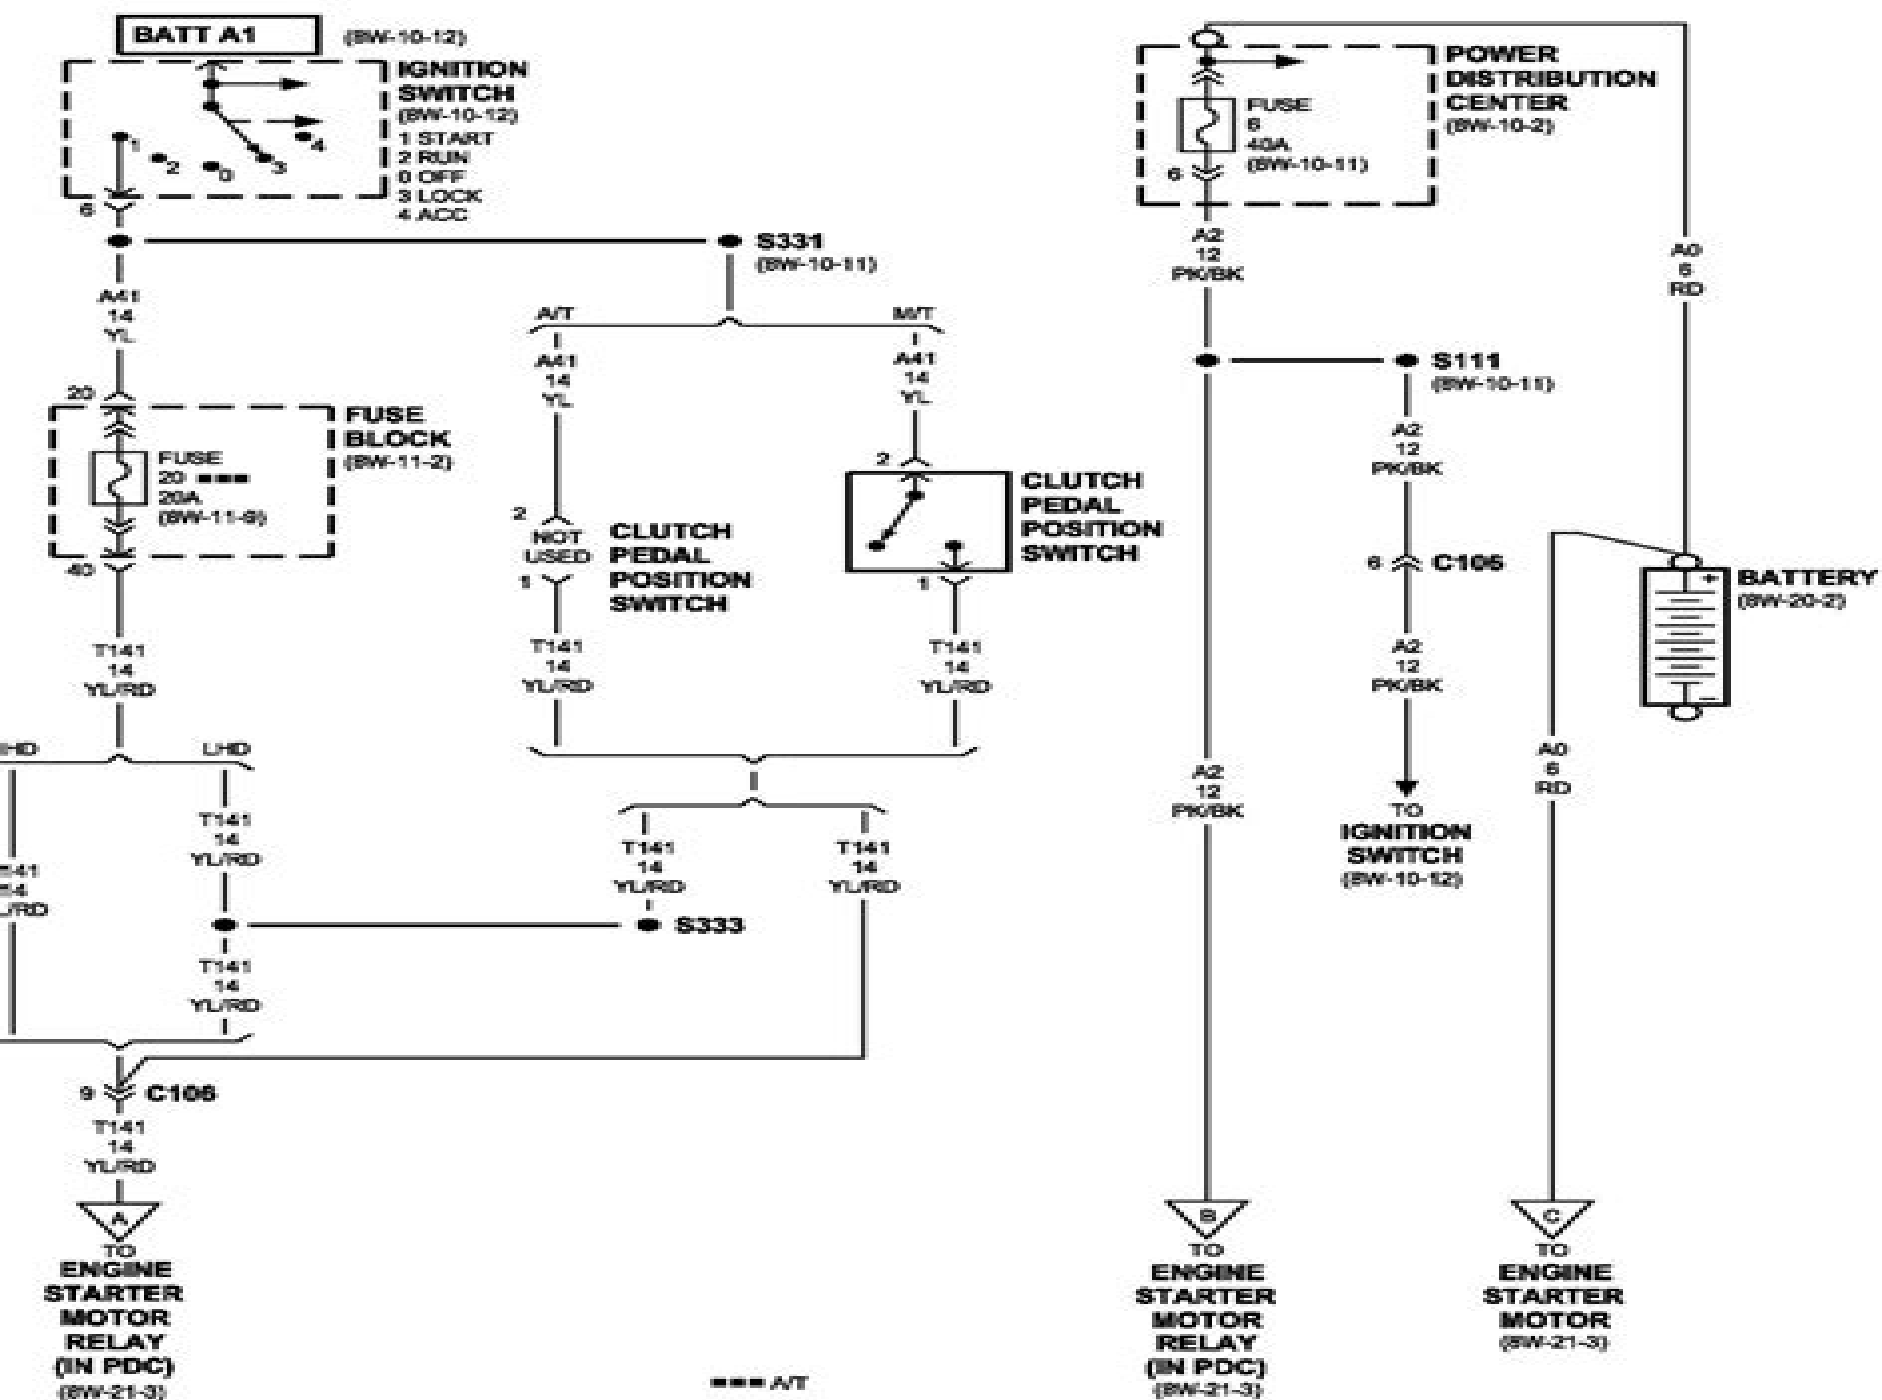 BATT A1
(8W-10-12)
IGNITION
SWITCH
(8W-10-12)
1 START
2 RUN
0 OFF
3 LOCK
4 ACC
1
2
0
3
4
6
S331
(8W-10-11)
A41
14
YL
20
FUSE
BLOCK
(8W-11-2)
FUSE
20
20A
(8W-11-9)
40
T141
14
YL/RD
LHD
T141
14
YL/RD
T141
14
YL/RD
9
C106
T141
14
YL/RD
A
TO
ENGINE
STARTER
MOTOR
RELAY
(IN PDC)
(8W-21-3)
A/T
A41
14
YL
2
NOT
USED
1
CLUTCH
PEDAL
POSITION
SWITCH
T141
14
YL/RD
M/T
A41
14
YL
2
CLUTCH
PEDAL
POSITION
SWITCH
1
T141
14
YL/RD
T141
14
YL/RD
S333
T141
14
YL/RD
A/T
POWER
DISTRIBUTION
CENTER
(8W-10-2)
FUSE
6
40A
(8W-10-11)
6
A2
12
PK/BK
S111
(8W-10-11)
A2
12
PK/BK
6
C106
A2
12
PK/BK
TO
IGNITION
SWITCH
(8W-10-12)
A2
12
PK/BK
B
TO
ENGINE
STARTER
MOTOR
RELAY
(IN PDC)
(8W-21-3)
A0
6
RD
+
BATTERY
(8W-20-2)
-
A0
6
RD
C
TO
ENGINE
STARTER
MOTOR
(8W-21-3)